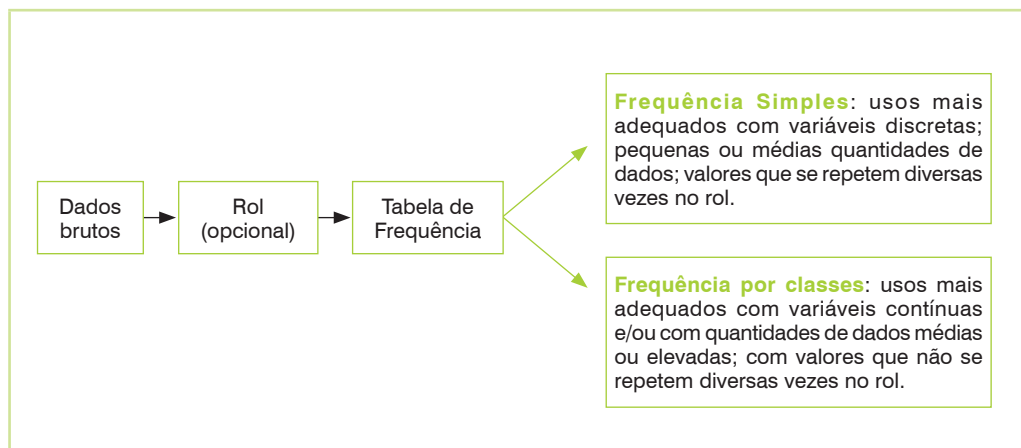 Dados
brutos
Rol
(opcional)
Tabela de
Frequência
Frequência Simples: usos mais
adequados com variáveis discretas;
pequenas ou médias quantidades de
dados; valores que se repetem diversas
vezes no rol.
Frequência por classes: usos mais
adequados com variáveis contínuas
e/ou com quantidades de dados médias
ou elevadas; com valores que não se
repetem diversas vezes no rol.